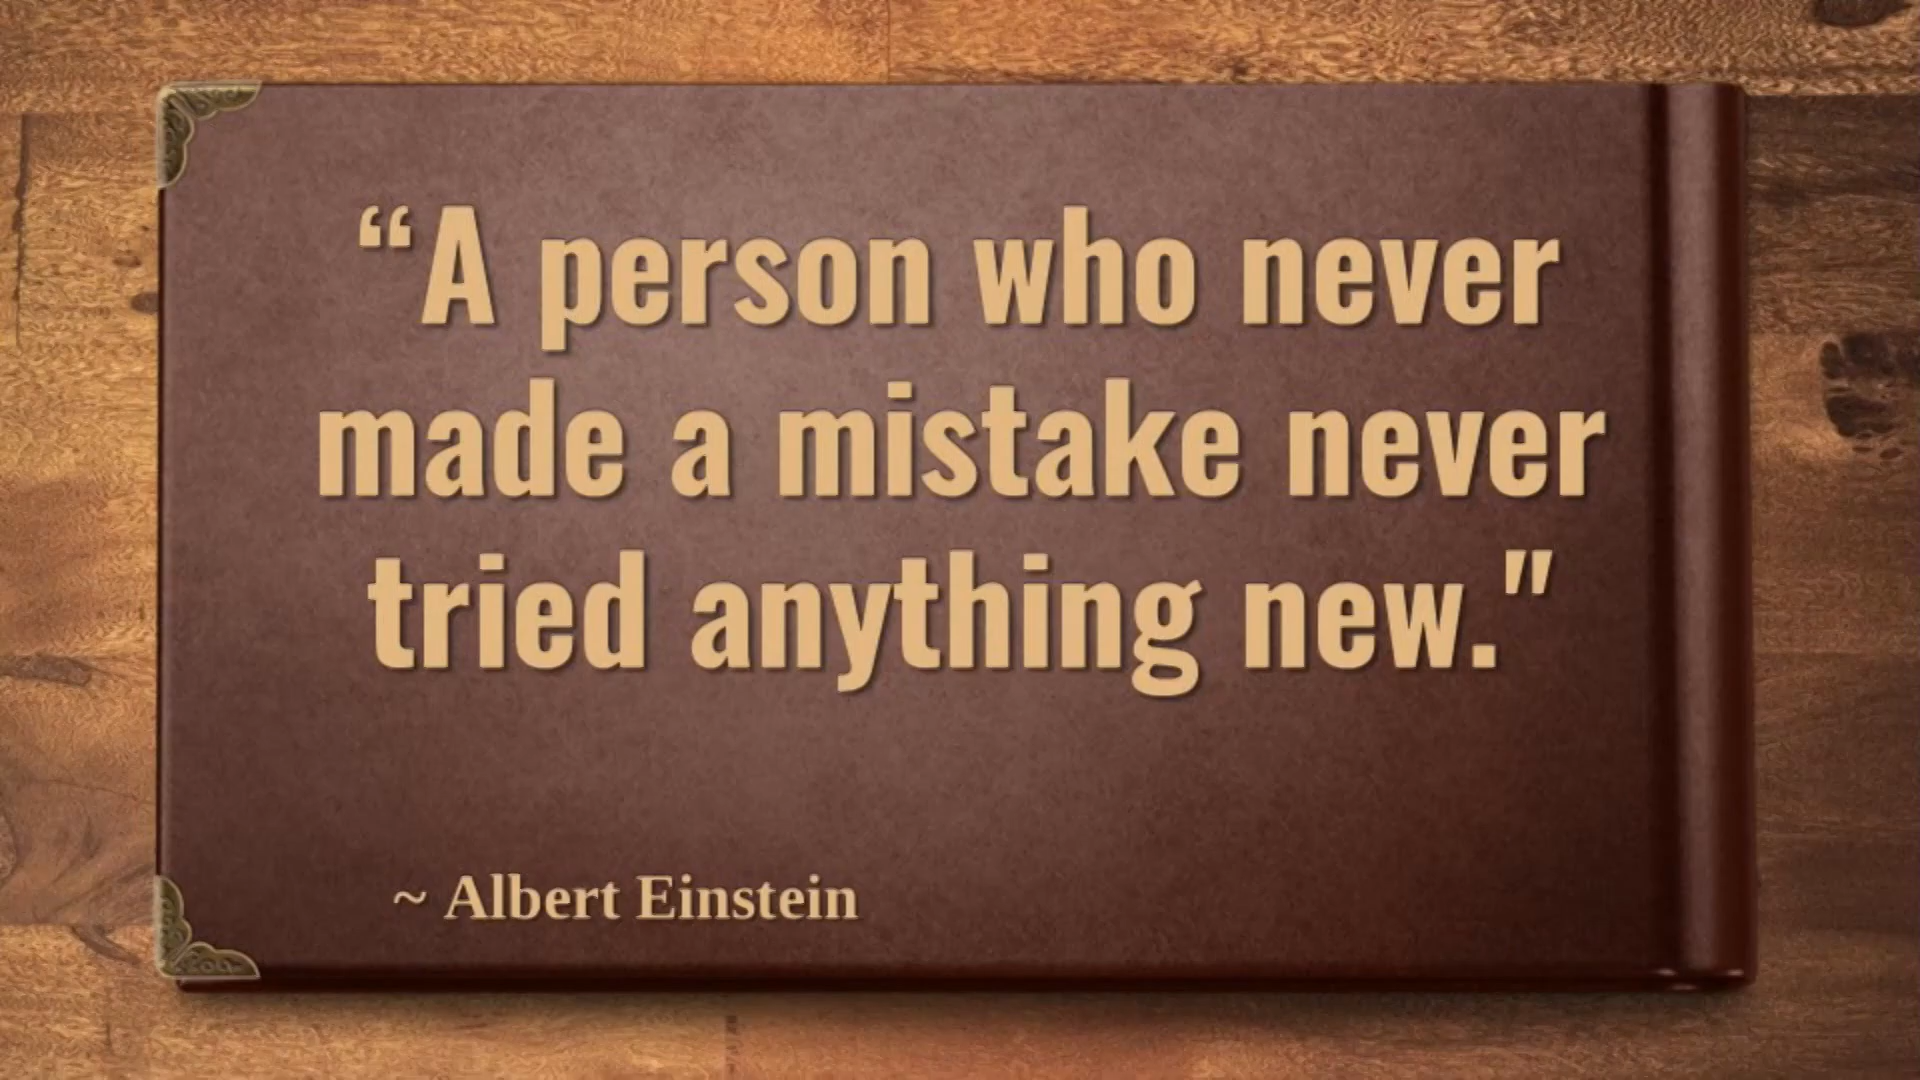 “A person who never
made a mistake never
tried anything new."
~ Albert Einstein